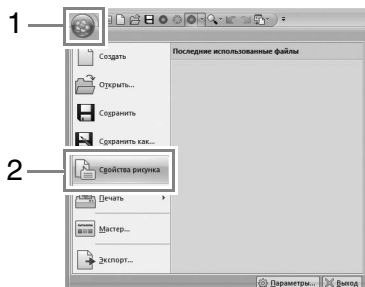 1
Последние использованные файлы
Создать
Открыть...
Сохранить
Сохранить как...
2
Свойства рисунка
Печать
Мастер...
Экспорт...
Параметры...
Выход